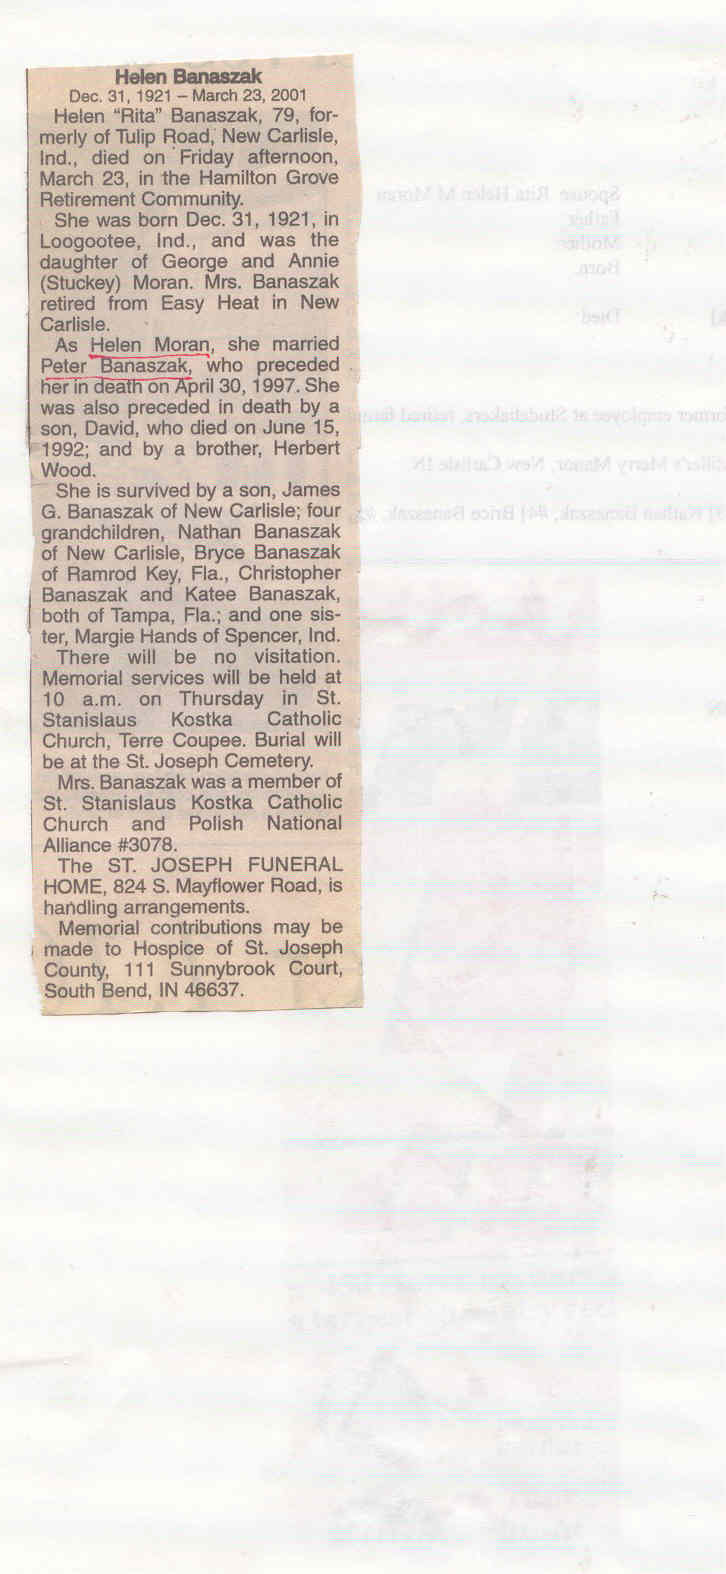 Helen Banaszak
Dec. 31, 1921 – March 23, 2001
Helen “Rita” Banaszak, 79, for-
merly of Tulip Road, New Carlisle,
Ind., died on Friday afternoon,
March 23, in the Hamilton Grove
Retirement Community.
She was born Dec. 31, 1921, in
Loogootee, Ind., and was the
daughter of George and Annie
(Stuckey) Moran. Mrs. Banaszak
retired from Easy Heat in New
Carlisle.
As Helen Moran, she married
Peter Banaszak, who preceded
her in death on April 30, 1997. She
was also preceded in death by a
son, David, who died on June 15,
1992; and by a brother, Herbert
Wood.
She is survived by a son, James
G. Banaszak of New Carlisle; four
grandchildren, Nathan Banaszak
of New Carlisle, Bryce Banaszak
of Ramrod Key, Fla., Christopher
Banaszak and Katee Banaszak,
both of Tampa, Fla.; and one sis-
ter, Margie Hands of Spencer, Ind.
There will be no visitation.
Memorial services will be held at
10 a.m. on Thursday in St.
Stanislaus Kostka Catholic
Church, Terre Coupee. Burial will
be at the St. Joseph Cemetery.
Mrs. Banaszak was a member of
St. Stanislaus Kostka Catholic
Church and Polish National
Alliance #3078.
The ST. JOSEPH FUNERAL
HOME, 824 S. Mayflower Road, is
handling arrangements.
Memorial contributions may be
made to Hospice of St. Joseph
County, 111 Sunnybrook Court,
South Bend, IN 46637.
Spouse Rita Helen M Moran
Father
Mother
Born
Died
ormer employee at Studebakers, retired
Miller's Merry Manor, New Carlisle IN
3] Nathan Banaszak, #4] Brice Banaszak,